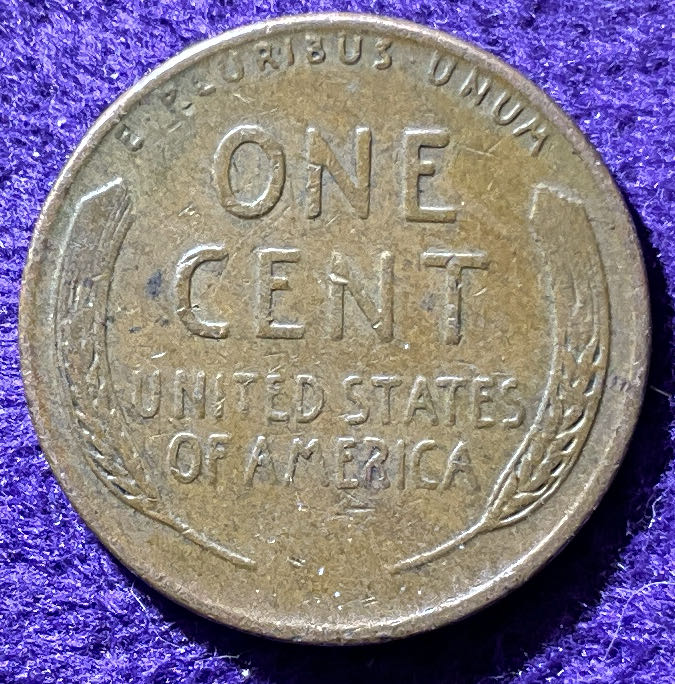 E PLURIBUS · UNUM
ONE
CENT
UNITED STATES
OF AMERICA